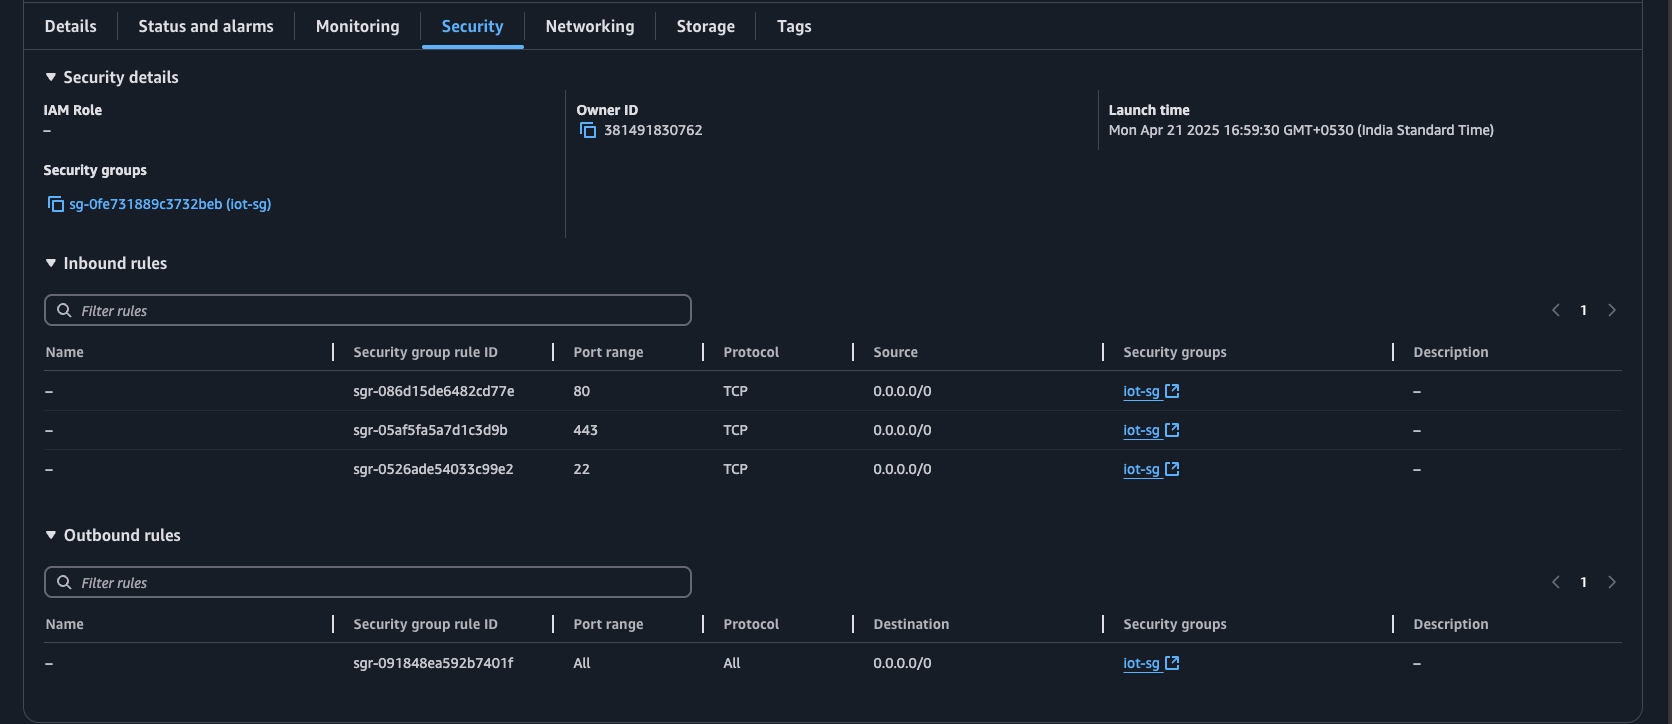 Details Status and alarms Monitoring Security Networking Storage Tags
Security details
IAM Role
–
Owner ID
381491830762
Launch time
Mon Apr 21 2025 16:59:30 GMT+0530 (India Standard Time)
Security groups
sg-0fe731889c3732beb (iot-sg)
Inbound rules
Filter rules
1
Name Security group rule ID Port range Protocol Source Security groups Description
– sgr-086d15de6482cd77e 80 TCP 0.0.0.0/0 iot-sg –
– sgr-05af5fa5a7d1c3d9b 443 TCP 0.0.0.0/0 iot-sg –
– sgr-0526ade54033c99e2 22 TCP 0.0.0.0/0 iot-sg –
Outbound rules
Filter rules
1
Name Security group rule ID Port range Protocol Destination Security groups Description
– sgr-091848ea592b7401f All All 0.0.0.0/0 iot-sg –